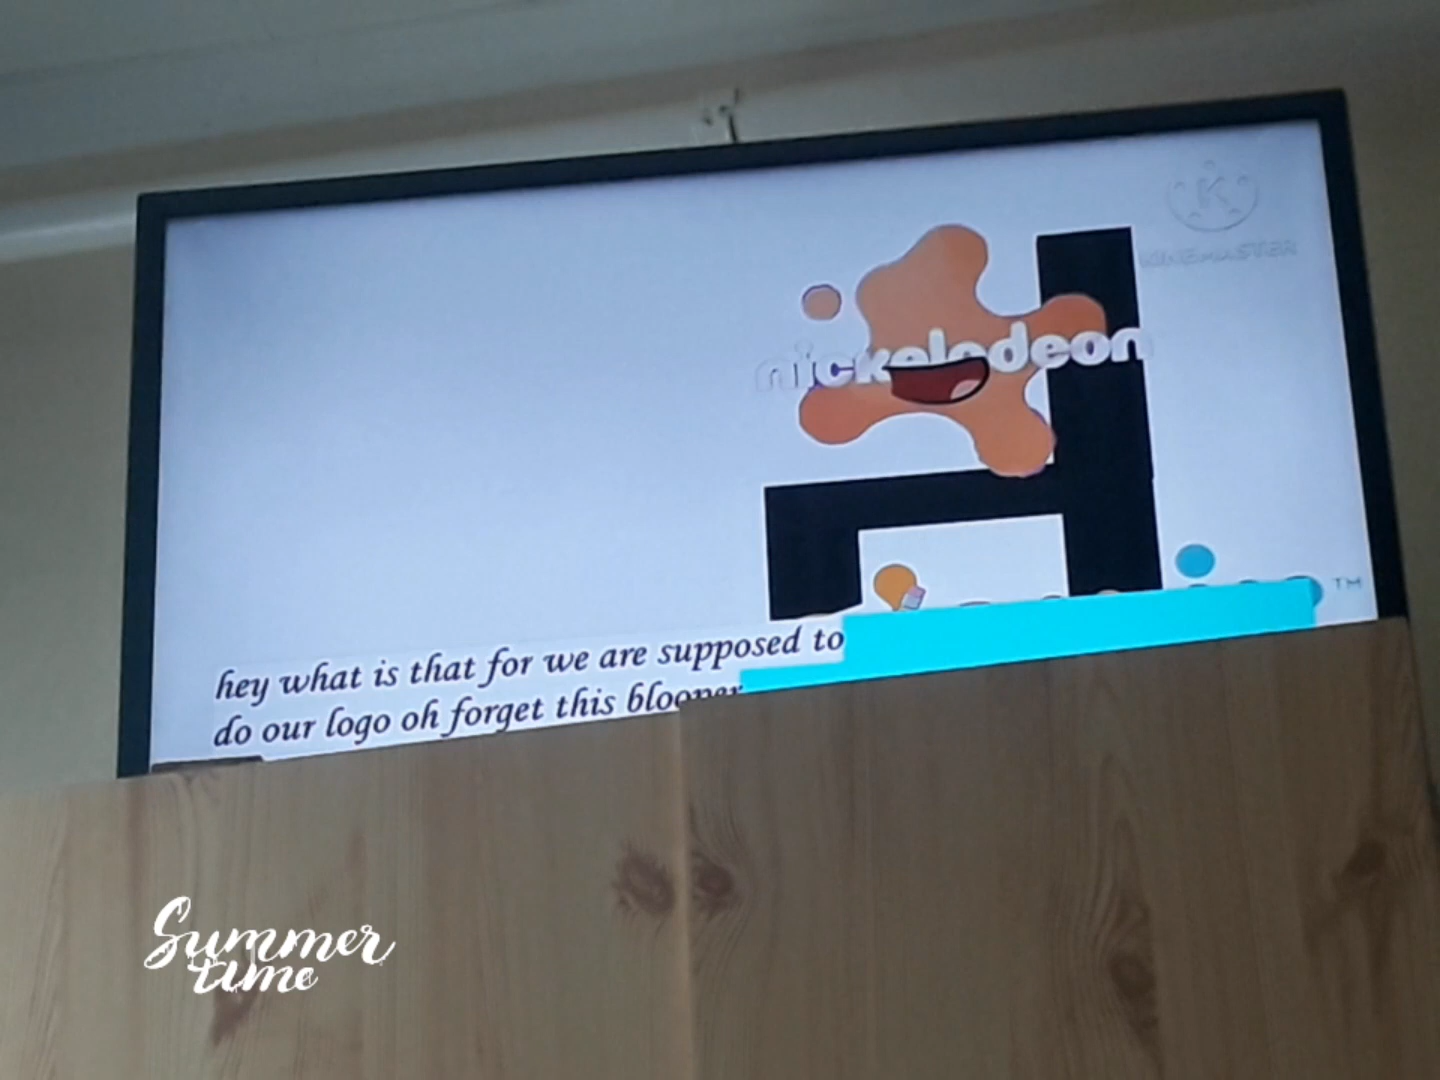 K
KINEMASTER
nickelodeon
TM
hey what is that for we are supposed to
do our logo oh forget this blooper
Summer
time